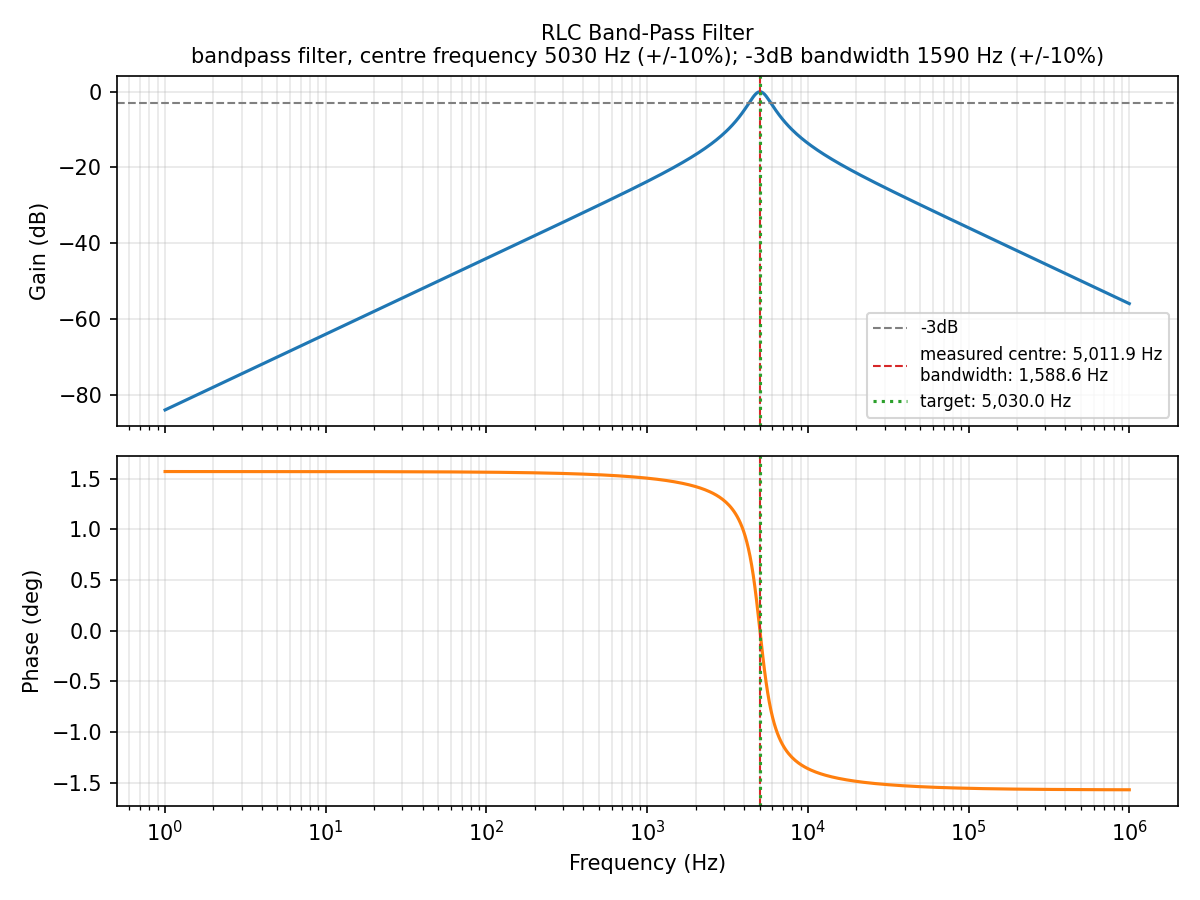 RLC Band-Pass Filter
bandpass filter, centre frequency 5030 Hz (+/-10%); -3dB bandwidth 1590 Hz (+/-10%)
Gain (dB)
0
−20
−40
−60
−80
-3dB
measured centre: 5,011.9 Hz
bandwidth: 1,588.6 Hz
target: 5,030.0 Hz
Phase (deg)
1.5
1.0
0.5
0.0
−0.5
−1.0
−1.5
10⁰ 10¹ 10² 10³ 10⁴ 10⁵ 10⁶
Frequency (Hz)